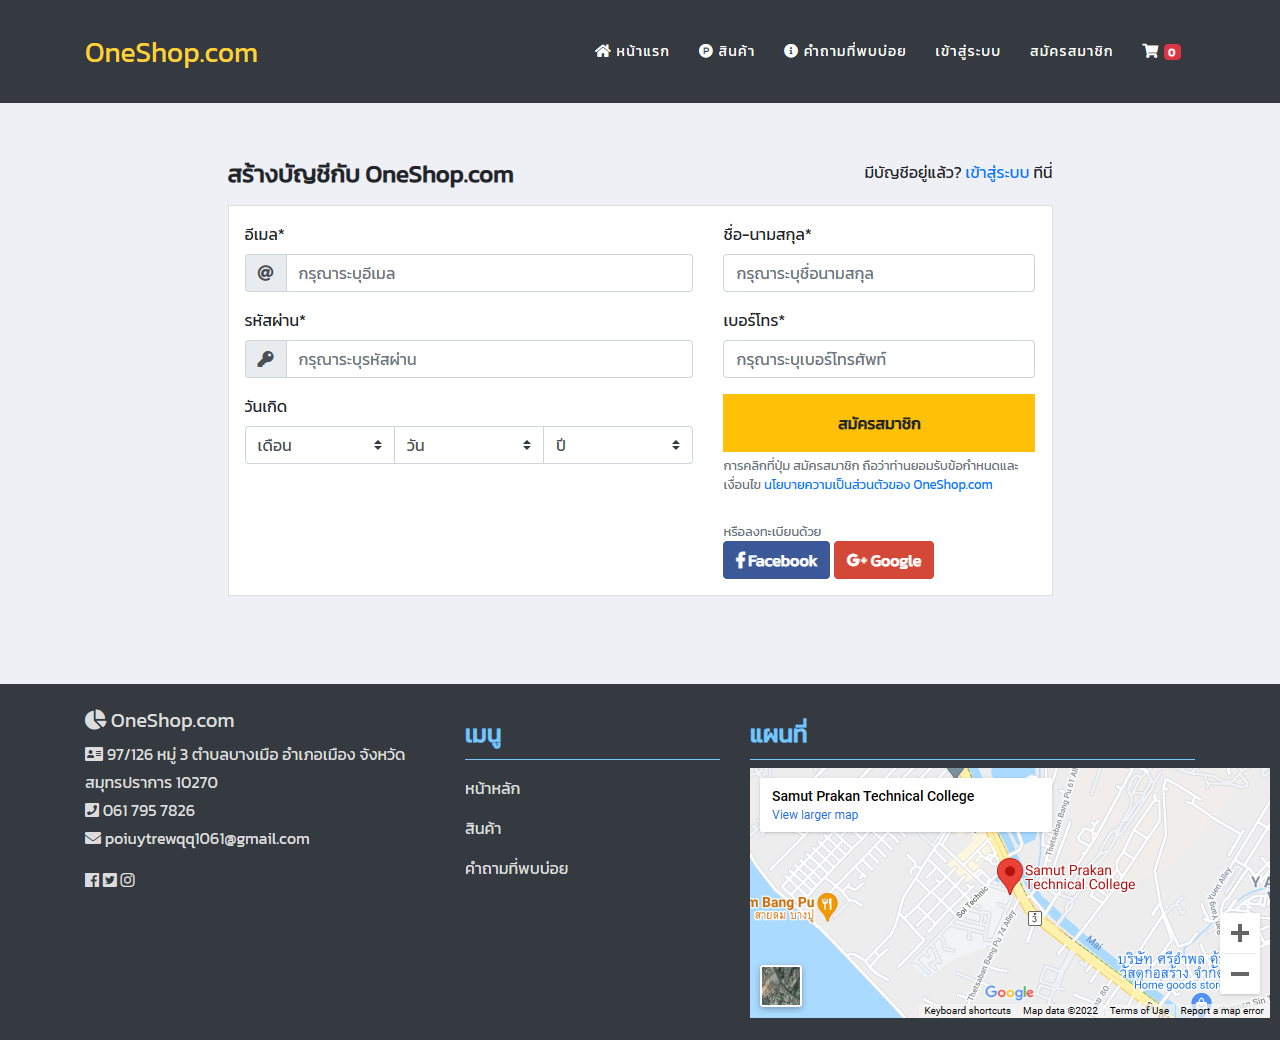 OneShop.com
หน้าแรก
สินค้า
คำถามที่พบบ่อย
เข้าสู่ระบบ
สมัครสมาชิก
0
สร้างบัญชีกับ OneShop.com
มีบัญชีอยู่แล้ว? เข้าสู่ระบบ ทีนี่
อีเมล*
กรุณาระบุอีเมล
รหัสผ่าน*
กรุณาระบุรหัสผ่าน
วันเกิด
เดือน
วัน
ปี
ชื่อ-นามสกุล*
กรุณาระบุชื่อนามสกุล
เบอร์โทร*
กรุณาระบุเบอร์โทรศัพท์
สมัครสมาชิก
การคลิกที่ปุ่ม สมัครสมาชิก ถือว่าท่านยอมรับข้อกำหนดและ
เงื่อนไข นโยบายความเป็นส่วนตัวของ OneShop.com
หรือลงทะเบียนด้วย
Facebook
Google
OneShop.com
97/126 หมู่ 3 ตำบลบางเมือ อำเภอเมือง จังหวัด
สมุทรปราการ 10270
061 795 7826
poiuytrewqq1061@gmail.com
เมนู
หน้าหลัก
สินค้า
คำถามที่พบบ่อย
แผนที่
Samut Prakan Technical College
View larger map
Thetsaban Bang Pu 61 Al
Samut Prakan
Technical College
Soi Technic
m Bang Pu
สายลม บางปู
3
Thetsaban Bang Pu 74 Alley
Mai
บริษัท ศรีอำพล ค้
วัสดุก่อสร้าง จำกั
Home goods stor
Google
Keyboard shortcuts
Map data ©2022
Terms of Use
Report a map error